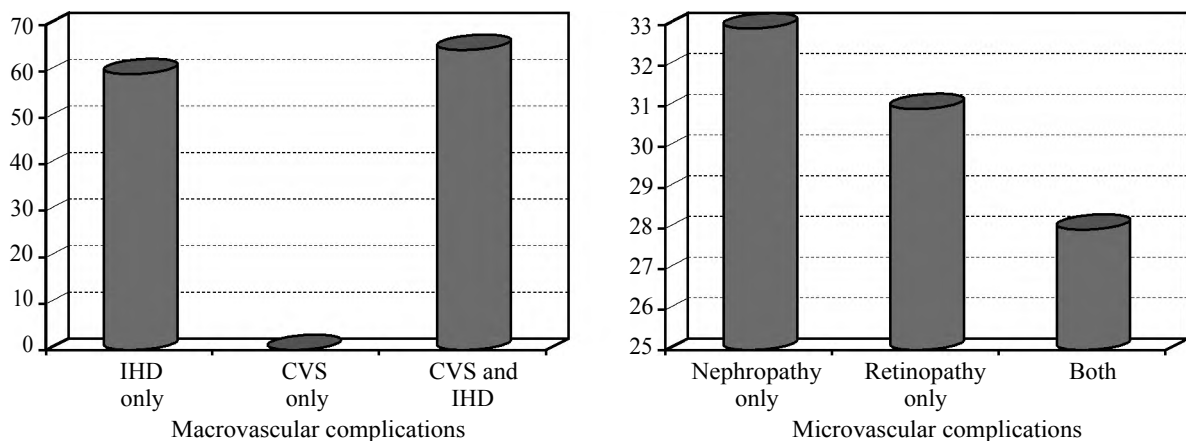 70
60
50
40
30
20
10
0
IHD
only
CVS
only
CVS and
IHD
Macrovascular complications
33
32
31
30
29
28
27
26
25
Nephropathy
only
Retinopathy
only
Both
Microvascular complications